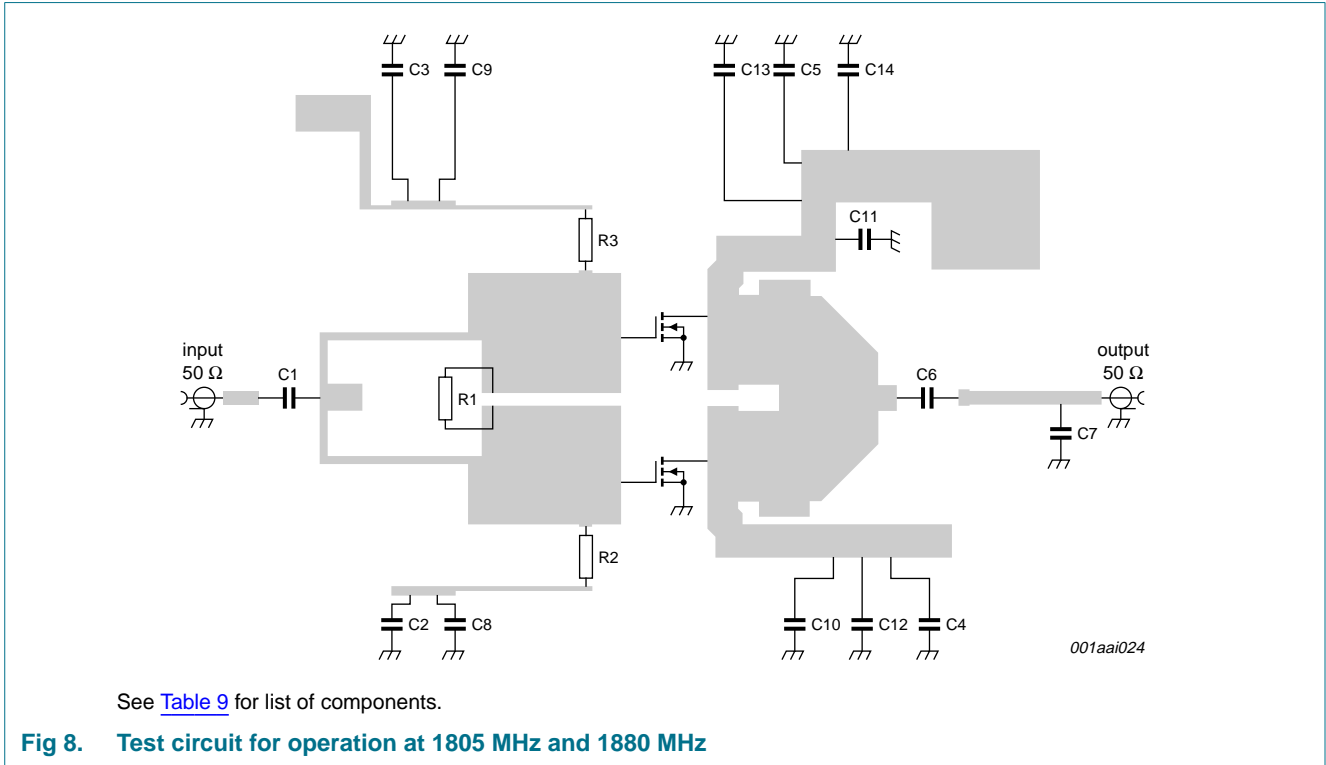 C3
C9
C13
C5
C14
C11
R3
input
50 Ω
C1
R1
C6
output
50 Ω
C7
R2
C2
C8
C10
C12
C4
001aai024
See Table 9 for list of components.
Fig 8. Test circuit for operation at 1805 MHz and 1880 MHz